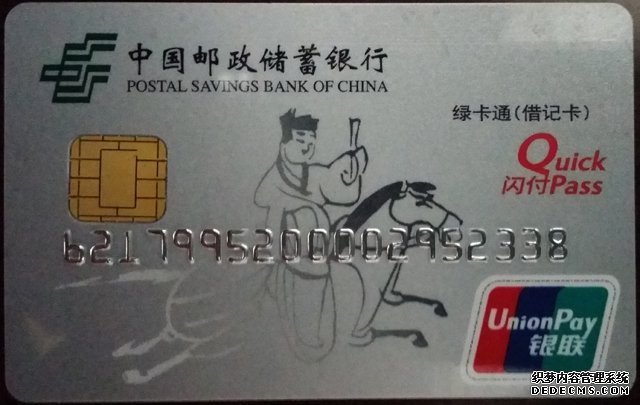 中国邮政储蓄银行
POSTAL SAVINGS BANK OF CHINA
绿卡通(借记卡)
Quick
闪付Pass
6217995200002952338
UnionPay
银联
织梦内容管理系统
DEDECMS.COM